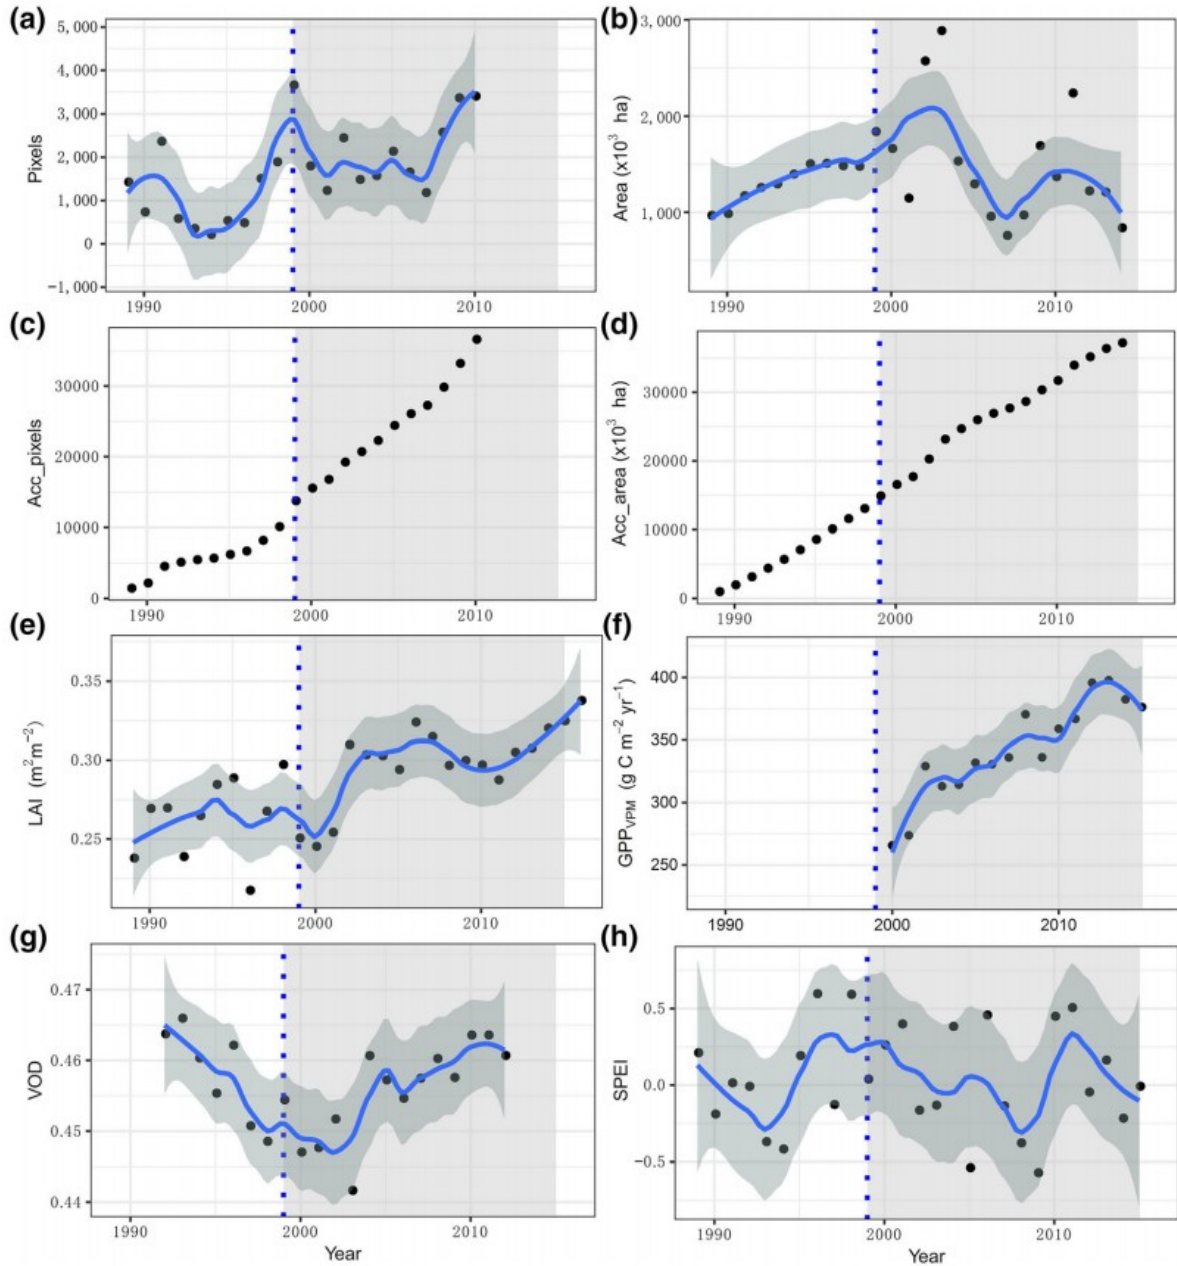 (a)
5,000
4,000
3,000
2,000
1,000
0
−1,000
Pixels
1990 2000 2010
(b)
3,000
2,000
1,000
Area (x10³ ha)
1990 2000 2010
(c)
30000
20000
10000
0
Acc_pixels
1990 2000 2010
(d)
30000
20000
10000
0
Acc_area (x10³ ha)
1990 2000 2010
(e)
0.35
0.30
0.25
LAI (m²m⁻²)
1990 2000 2010
(f)
400
350
300
250
GPPVPM (g C m⁻² yr⁻¹)
1990 2000 2010
(g)
0.47
0.46
0.45
0.44
VOD
1990 2000 2010
Year
(h)
0.5
0.0
−0.5
SPEI
1990 2000 2010
Year